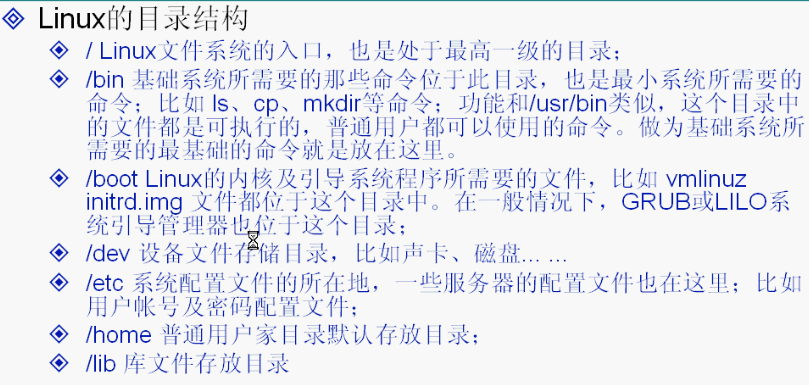 Linux的目录结构
/ Linux文件系统的入口，也是处于最高一级的目录；
/bin 基础系统所需要的那些命令位于此目录，也是最小系统所需要的
命令；比如 ls、cp、mkdir等命令；功能和/usr/bin类似，这个目录中
的文件都是可执行的，普通用户都可以使用的命令。做为基础系统所
需要的最基础的命令就是放在这里。
/boot Linux的内核及引导系统程序所需要的文件，比如 vmlinuz
initrd.img 文件都位于这个目录中。在一般情况下，GRUB或LILO系
统引导管理器也位于这个目录；
/dev 设备文件存储目录，比如声卡、磁盘... ...
/etc 系统配置文件的所在地，一些服务器的配置文件也在这里；比如
用户帐号及密码配置文件；
/home 普通用户家目录默认存放目录；
/lib 库文件存放目录